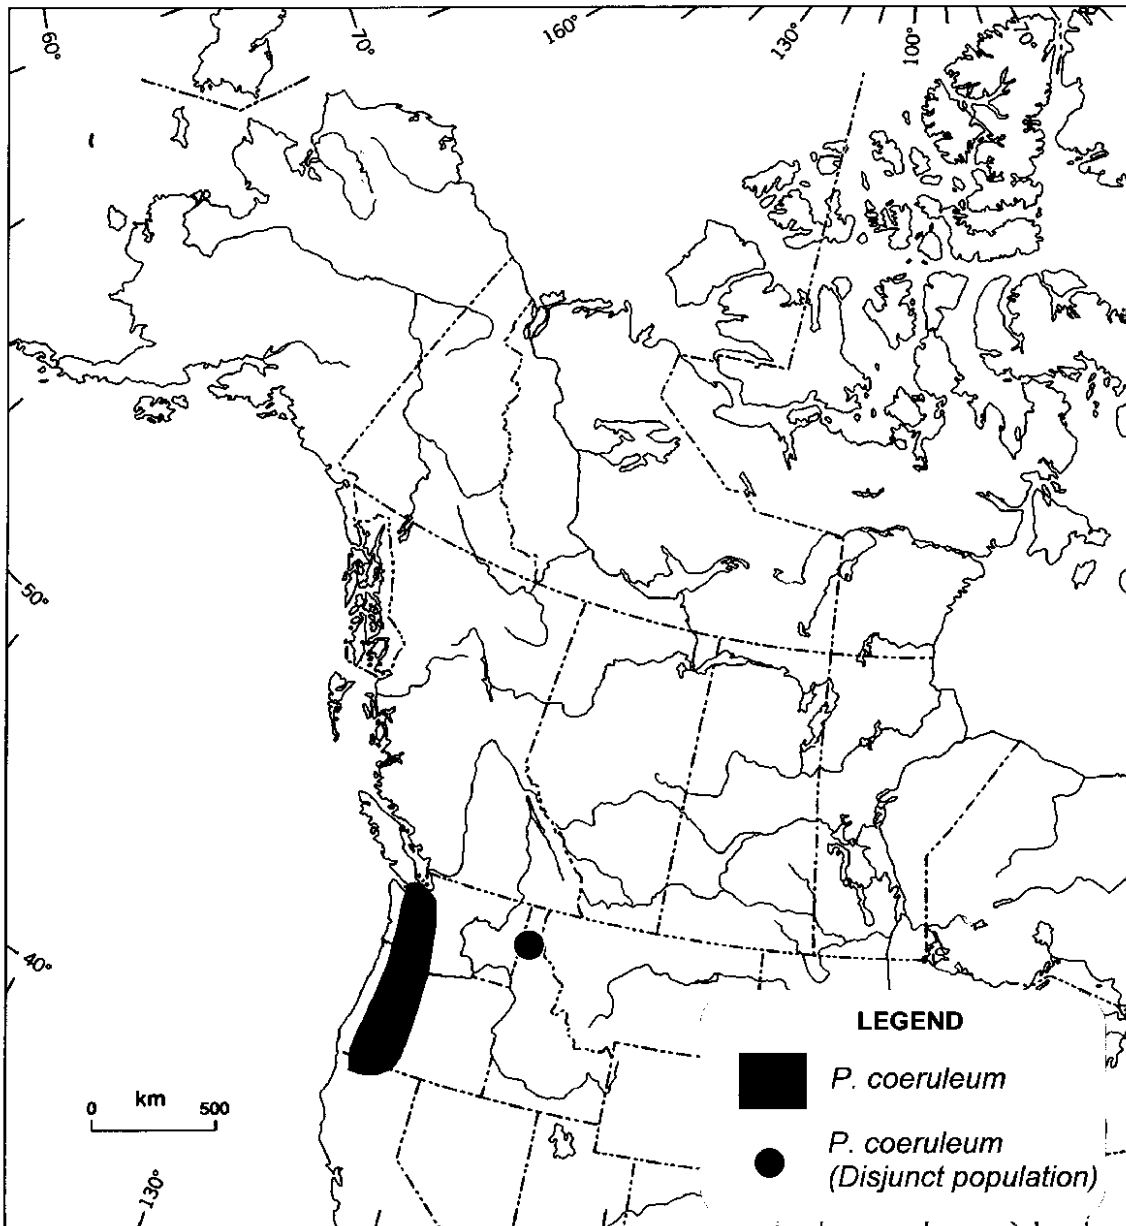 60°
70°
160°
130°
100°
70°
50°
40°
130°
0 km 500
LEGEND
P. coeruleum
P. coeruleum
(Disjunct population)